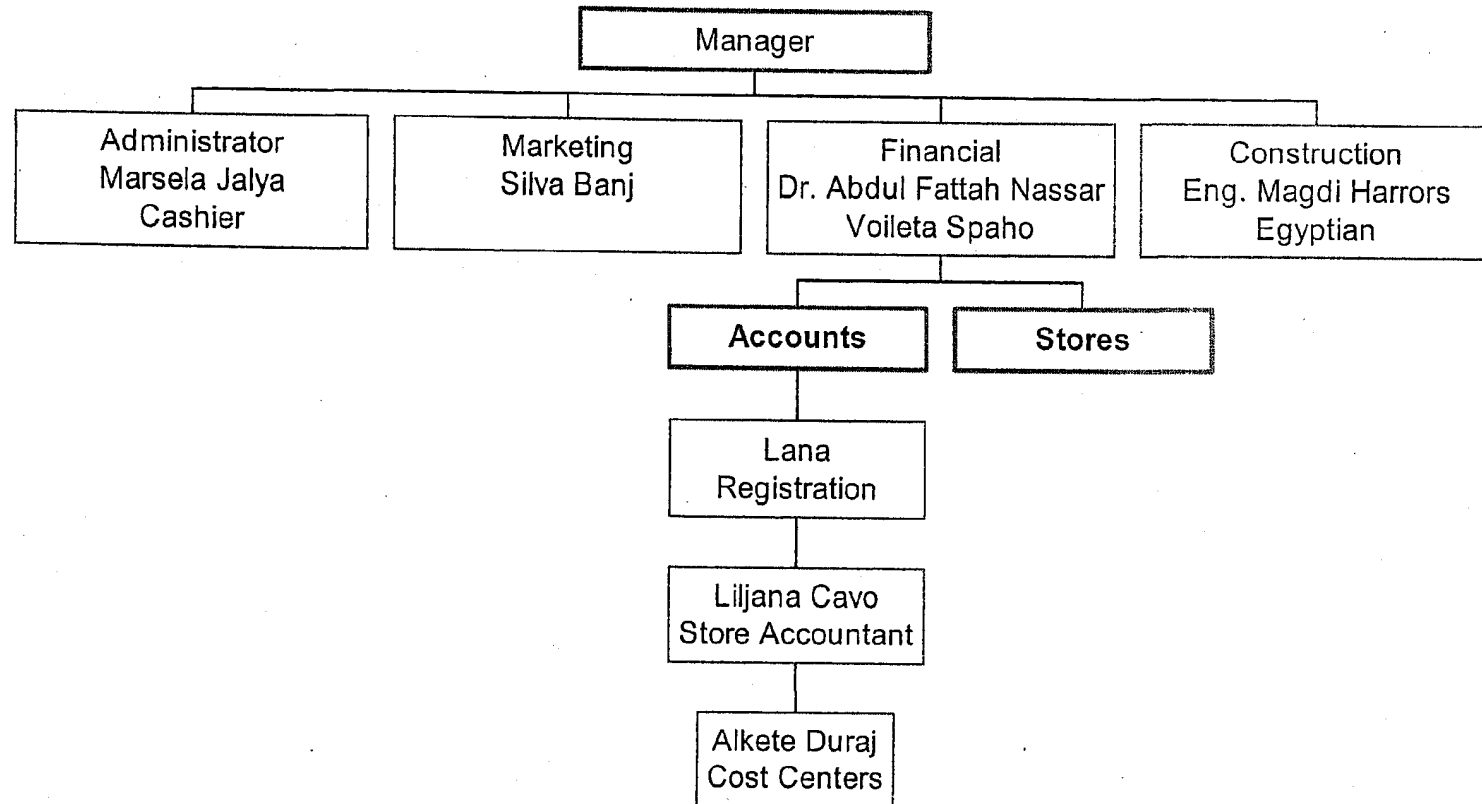 Manager
Administrator
Marsela Jalya
Cashier
Marketing
Silva Banj
Financial
Dr. Abdul Fattah Nassar
Voileta Spaho
Construction
Eng. Magdi Harrors
Egyptian
Accounts
Stores
Lana
Registration
Liljana Cavo
Store Accountant
Alkete Duraj
Cost Centers